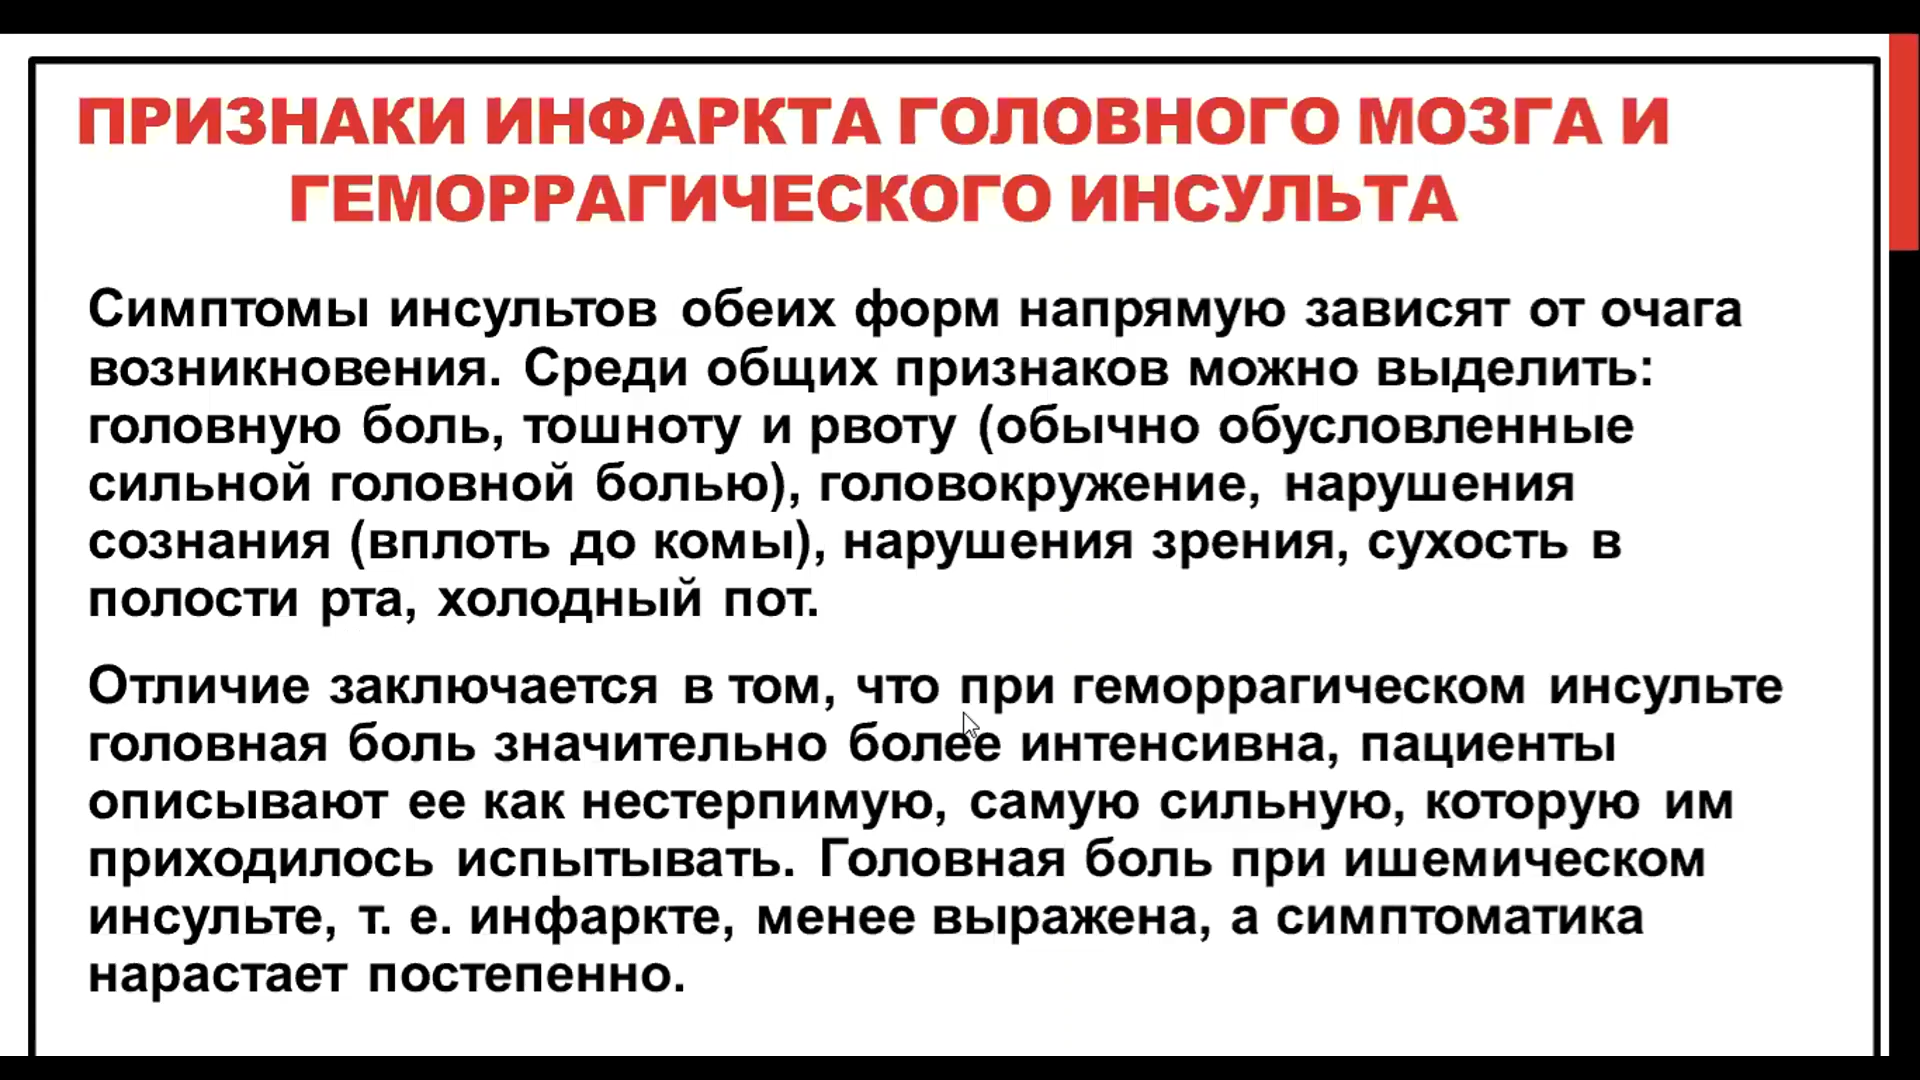 ПРИЗНАКИ ИНФАРКТА ГОЛОВНОГО МОЗГА И
ГЕМОРРАГИЧЕСКОГО ИНСУЛЬТА
Симптомы инсультов обеих форм напрямую зависят от очага
возникновения. Среди общих признаков можно выделить:
головную боль, тошноту и рвоту (обычно обусловленные
сильной головной болью), головокружение, нарушения
сознания (вплоть до комы), нарушения зрения, сухость в
полости рта, холодный пот.
Отличие заключается в том, что при геморрагическом инсульте
головная боль значительно более интенсивна, пациенты
описывают ее как нестерпимую, самую сильную, которую им
приходилось испытывать. Головная боль при ишемическом
инсульте, т. е. инфаркте, менее выражена, а симптоматика
нарастает постепенно.